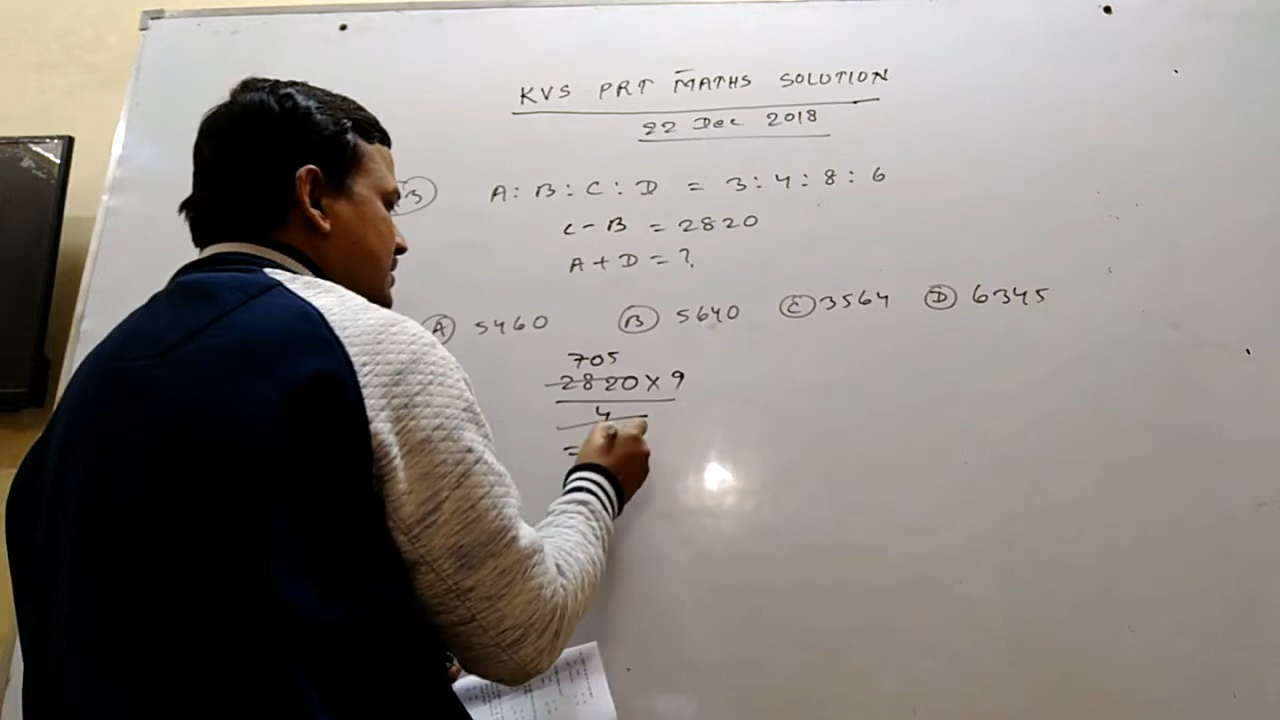 KVS PRT MATHS SOLUTION
22 Dec 2018
A : B : C : D = 3 : 4 : 8 : 6
C - B = 2820
A + D = ?
A 5460 B 5640 C 3564 D 6345
705
2820 × 9
4
=